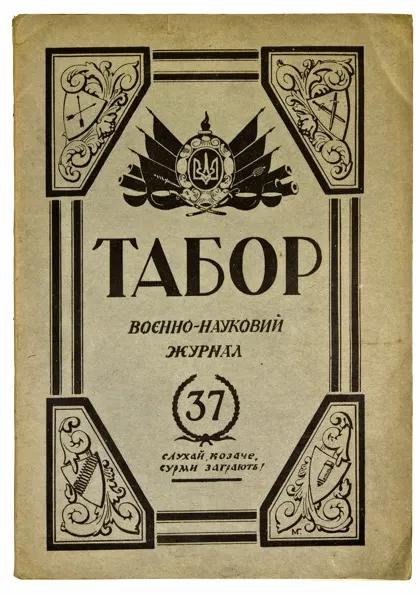 ТАБОР
ВОЄННО-НАУКОВИЙ
ЖУРНАЛ
37
СЛУХАЙ, КОЗАЧЕ,
СУРМИ ЗАГРАЮТЬ!
МГ